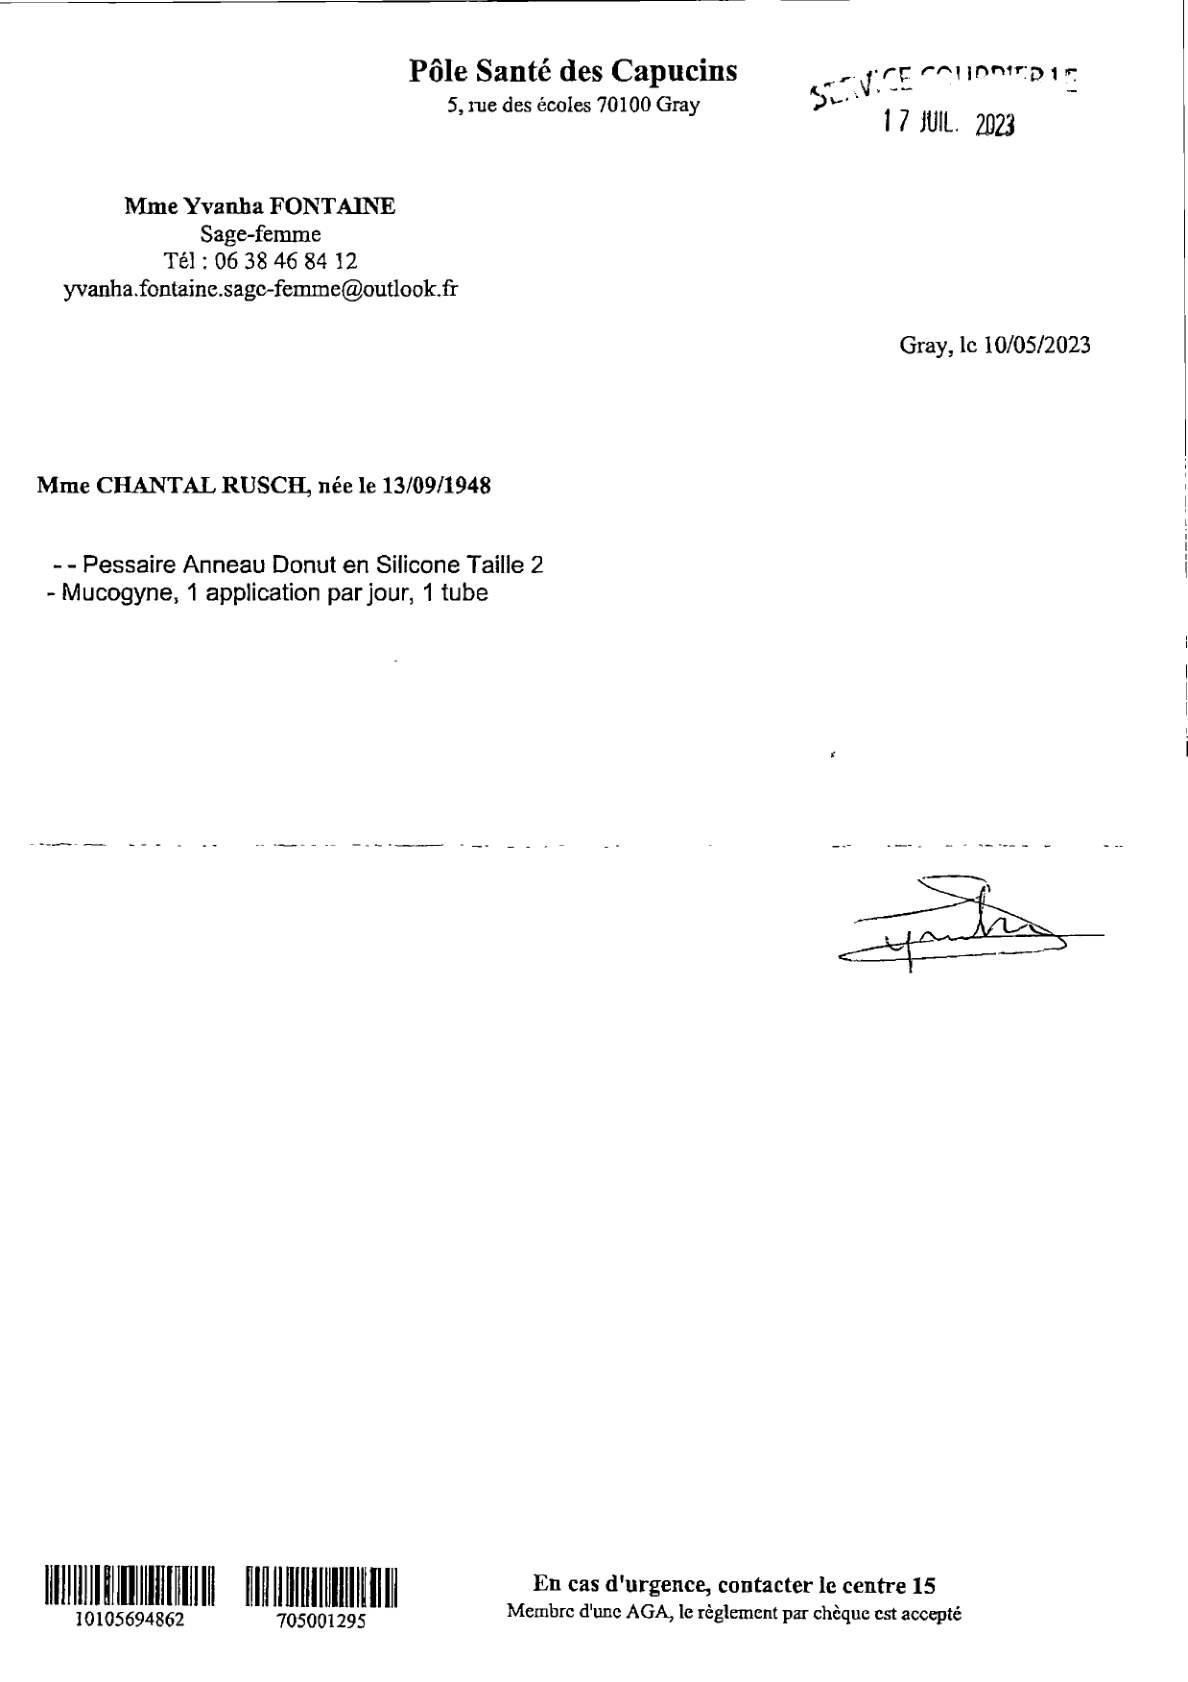 Pôle Santé des Capucins
5, rue des écoles 70100 Gray
SERVICE COURRIER 15
17 JUIL. 2023
Mme Yvanha FONTAINE
Sage-femme
Tél : 06 38 46 84 12
yvanha.fontaine.sage-femme@outlook.fr
Gray, le 10/05/2023
Mme CHANTAL RUSCH, née le 13/09/1948
- - Pessaire Anneau Donut en Silicone Taille 2
- Mucogyne, 1 application par jour, 1 tube
10105694862
705001295
En cas d'urgence, contacter le centre 15
Membre d'une AGA, le règlement par chèque est accepté